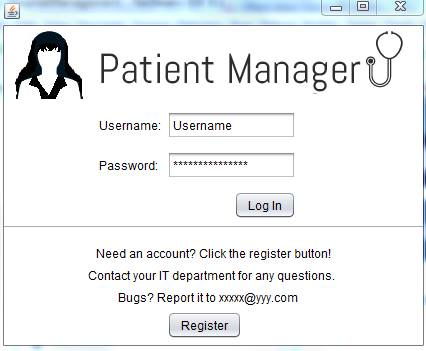 Patient Manager
Username: Username
Password: ***************
Log In
Need an account? Click the register button!
Contact your IT department for any questions.
Bugs? Report it to xxxxx@yyy.com
Register